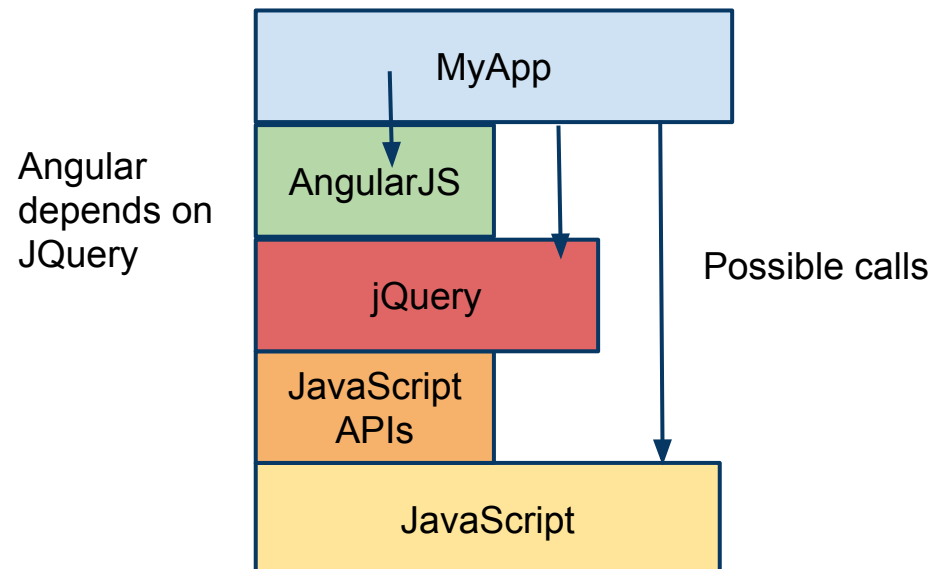 MyApp
AngularJS
Angular
depends on
JQuery
Possible calls
jQuery
JavaScript
APIs
JavaScript